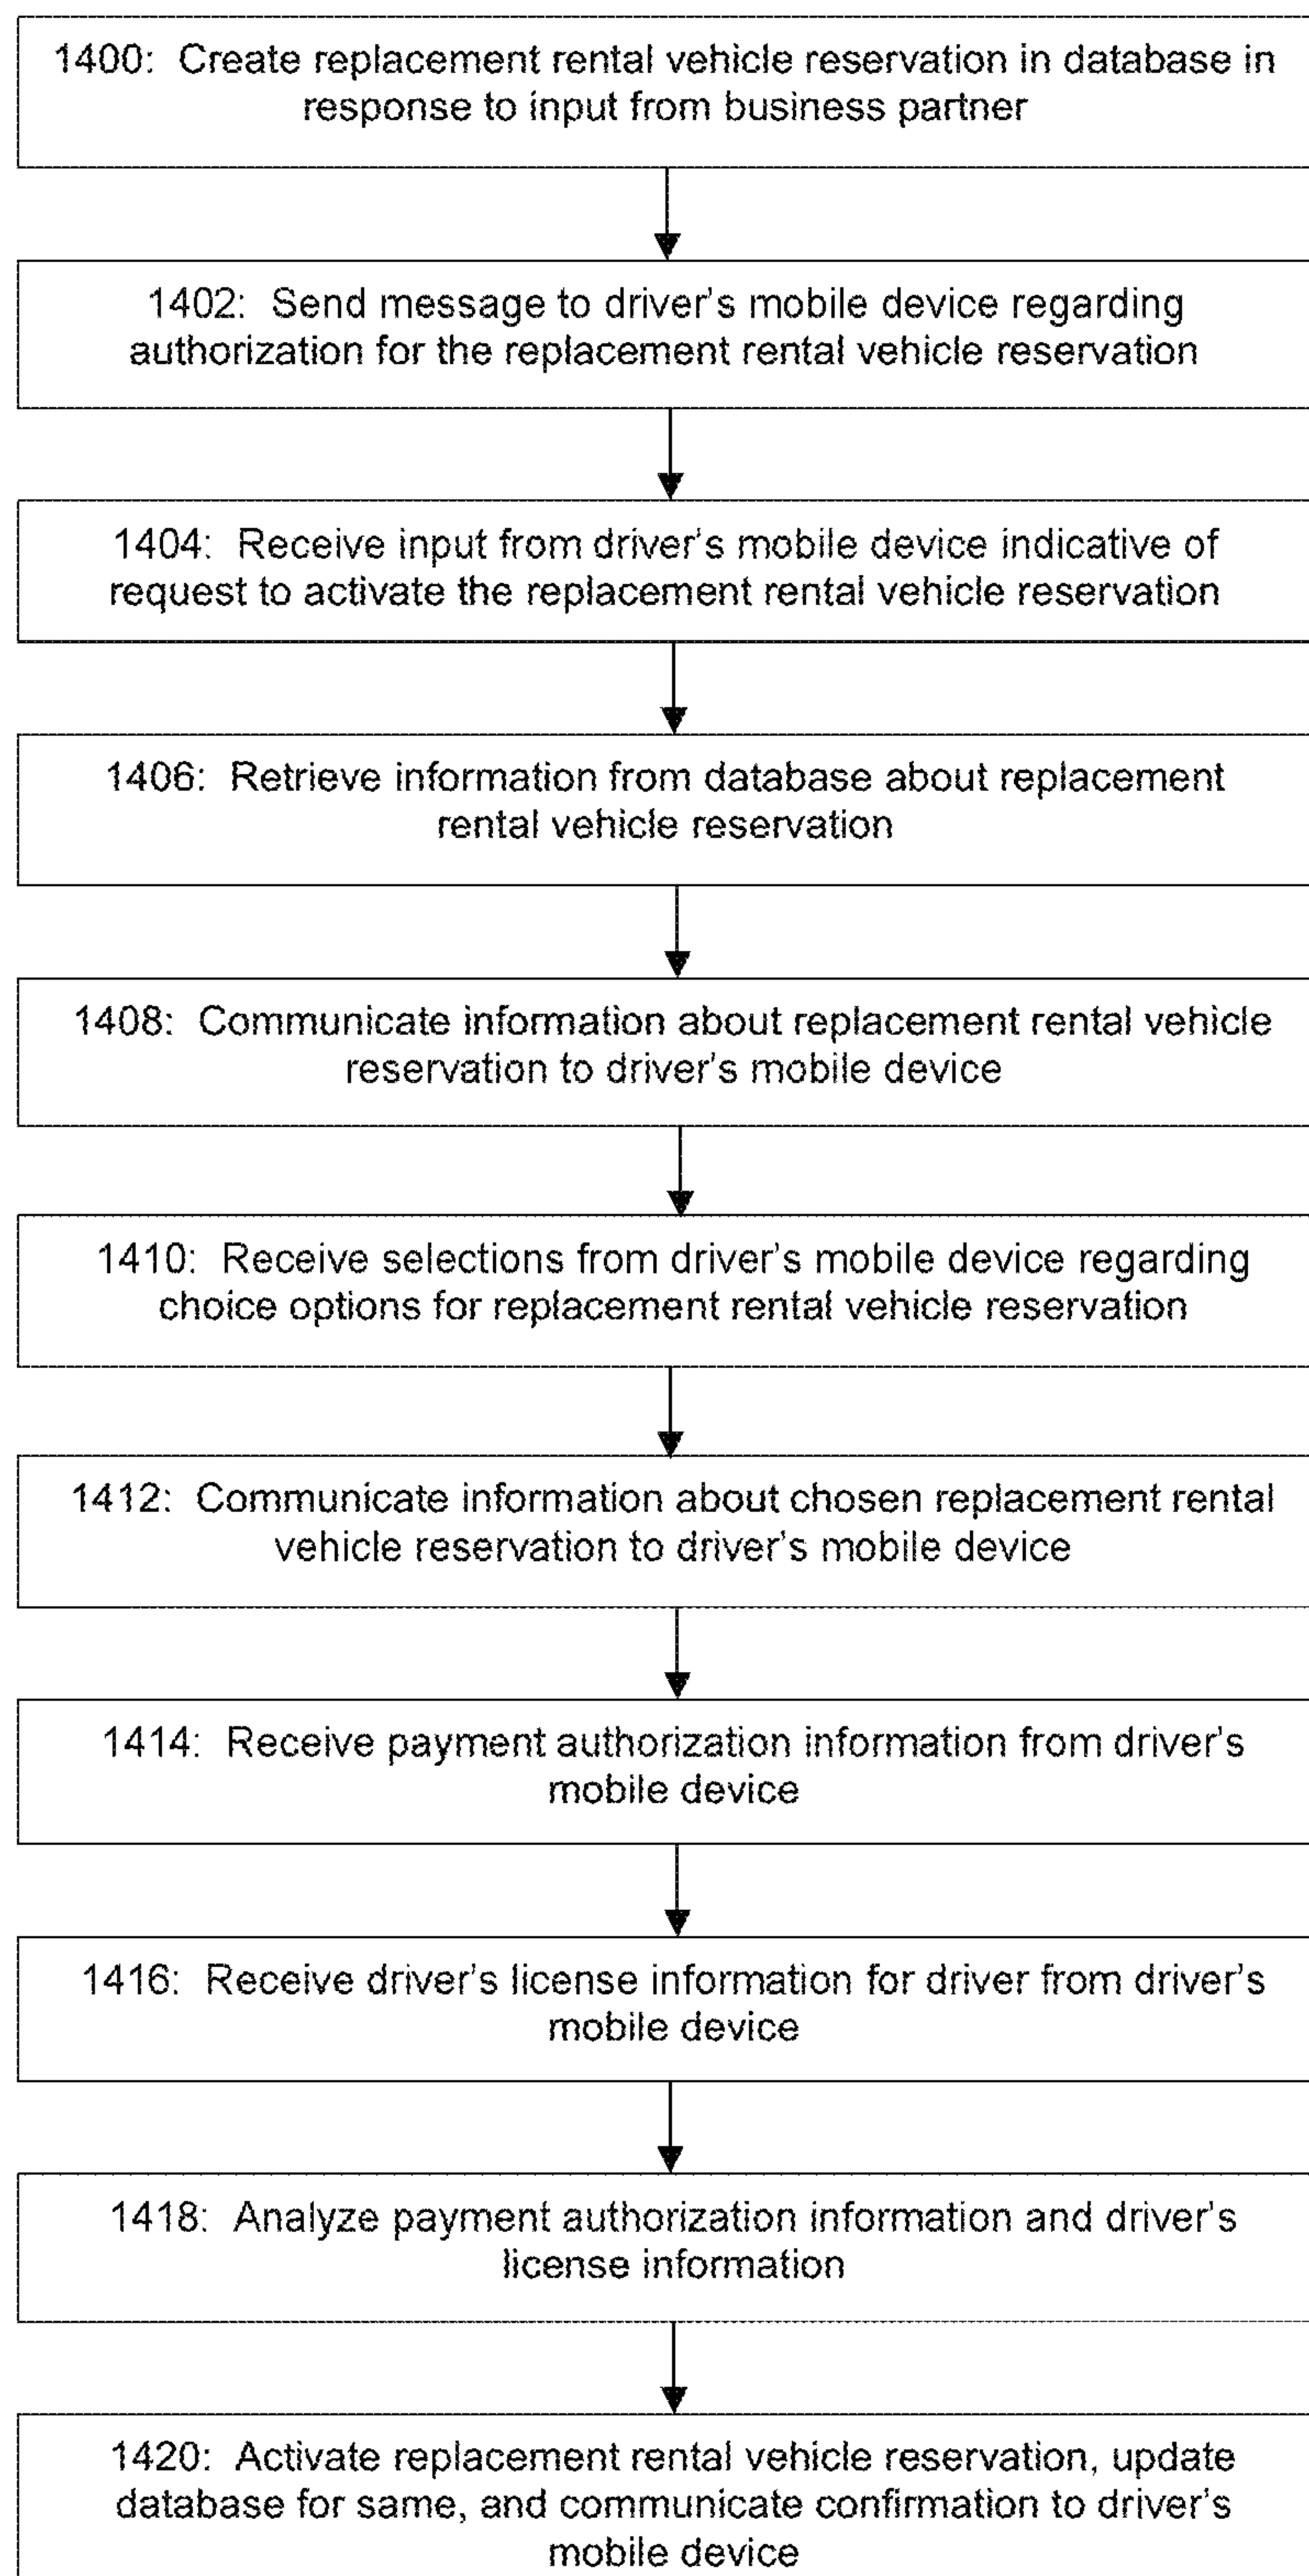 1400: Create replacement rental vehicle reservation in database in
response to input from business partner
1402: Send message to driver's mobile device regarding
authorization for the replacement rental vehicle reservation
1404: Receive input from driver's mobile device indicative of
request to activate the replacement rental vehicle reservation
1406: Retrieve information from database about replacement
rental vehicle reservation
1408: Communicate information about replacement rental vehicle
reservation to driver's mobile device
1410: Receive selections from driver's mobile device regarding
choice options for replacement rental vehicle reservation
1412: Communicate information about chosen replacement rental
vehicle reservation to driver's mobile device
1414: Receive payment authorization information from driver's
mobile device
1416: Receive driver's license information for driver from driver's
mobile device
1418: Analyze payment authorization information and driver's
license information
1420: Activate replacement rental vehicle reservation, update
database for same, and communicate confirmation to driver's
mobile device